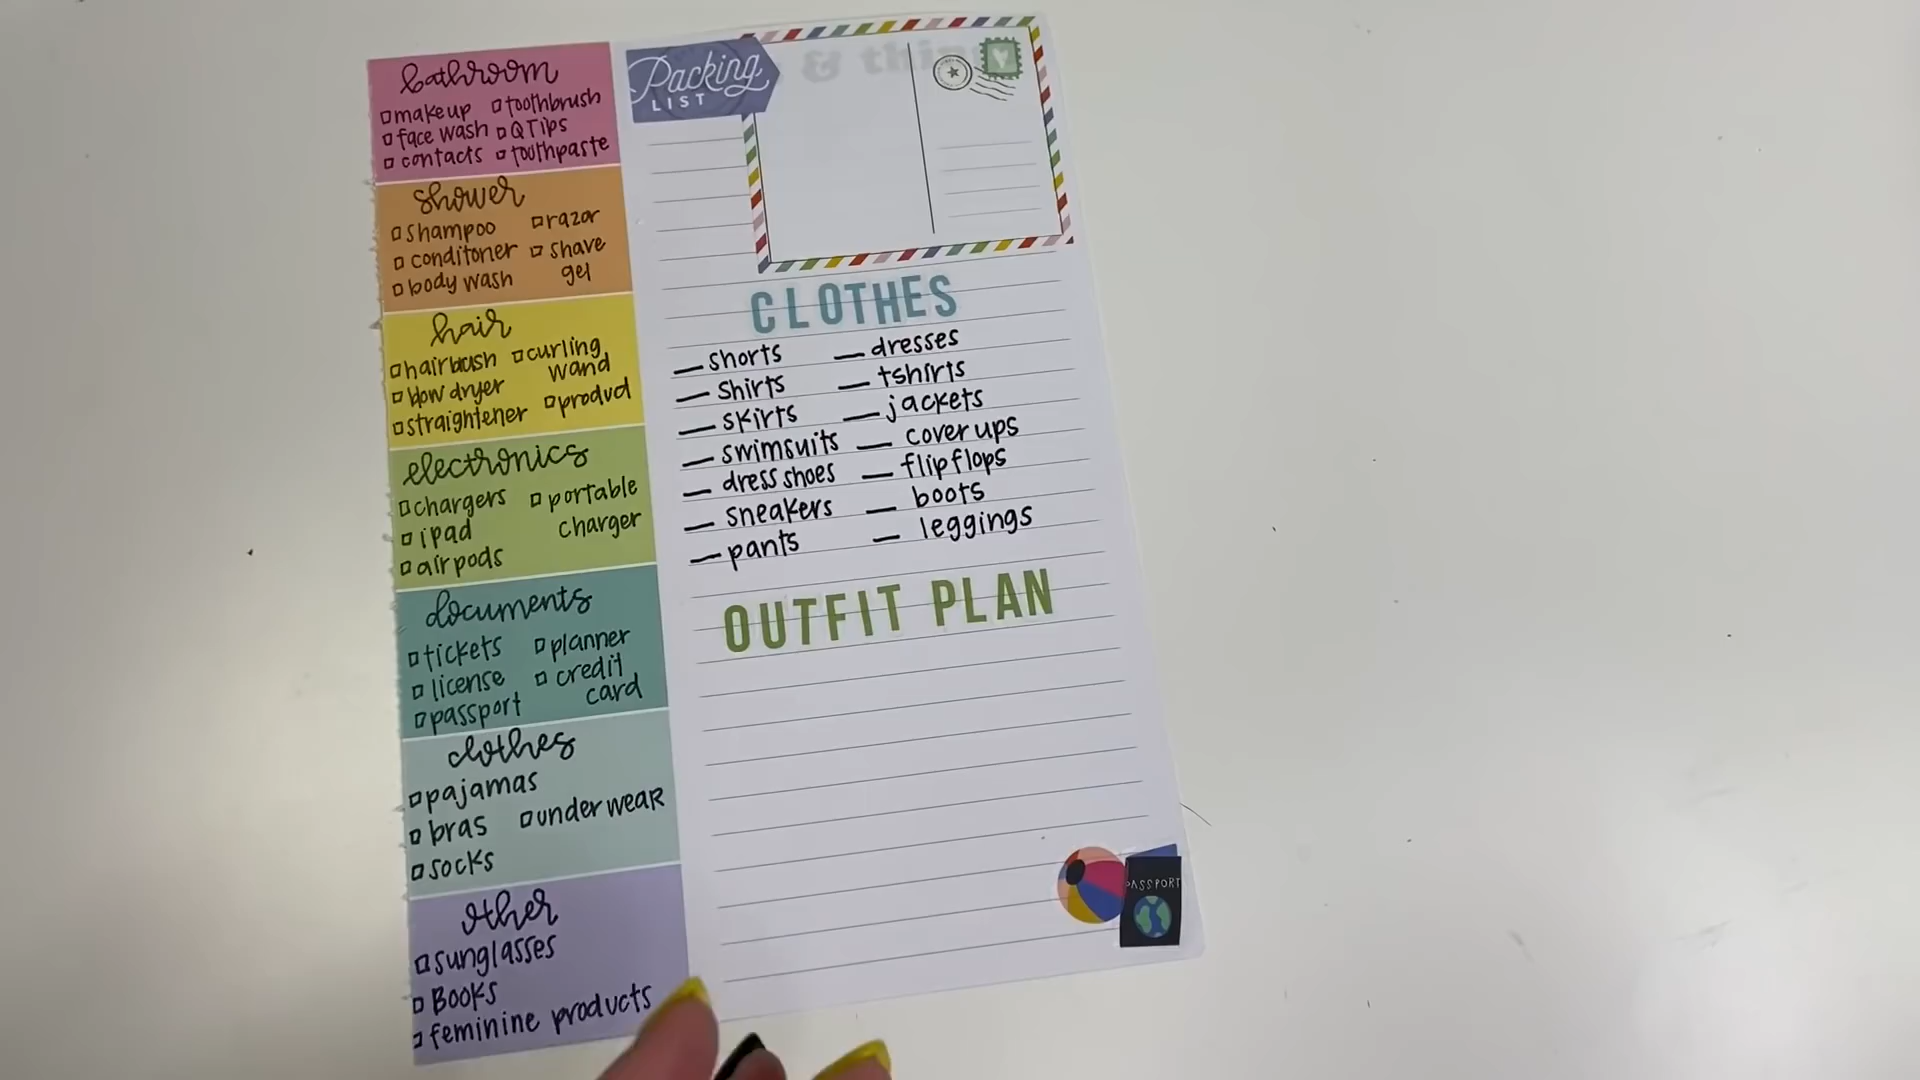 bathroom
makeup toothbrush
face wash QTips
contacts toothpaste
shower
shampoo razor
conditoner shave
body wash gel
hair
hairbrush curling
wand
blow dryer
straightener product
electronics
chargers portable
ipad charger
airpods
documents
tickets planner
license credit
passport card
clothes
pajamas
bras underwear
socks
other
sunglasses
Books
feminine products
Packing
LIST
CLOTHES
shorts dresses
shirts tshirts
skirts jackets
swimsuits cover ups
dress shoes flip flops
sneakers boots
pants leggings
OUTFIT PLAN
PASSPORT